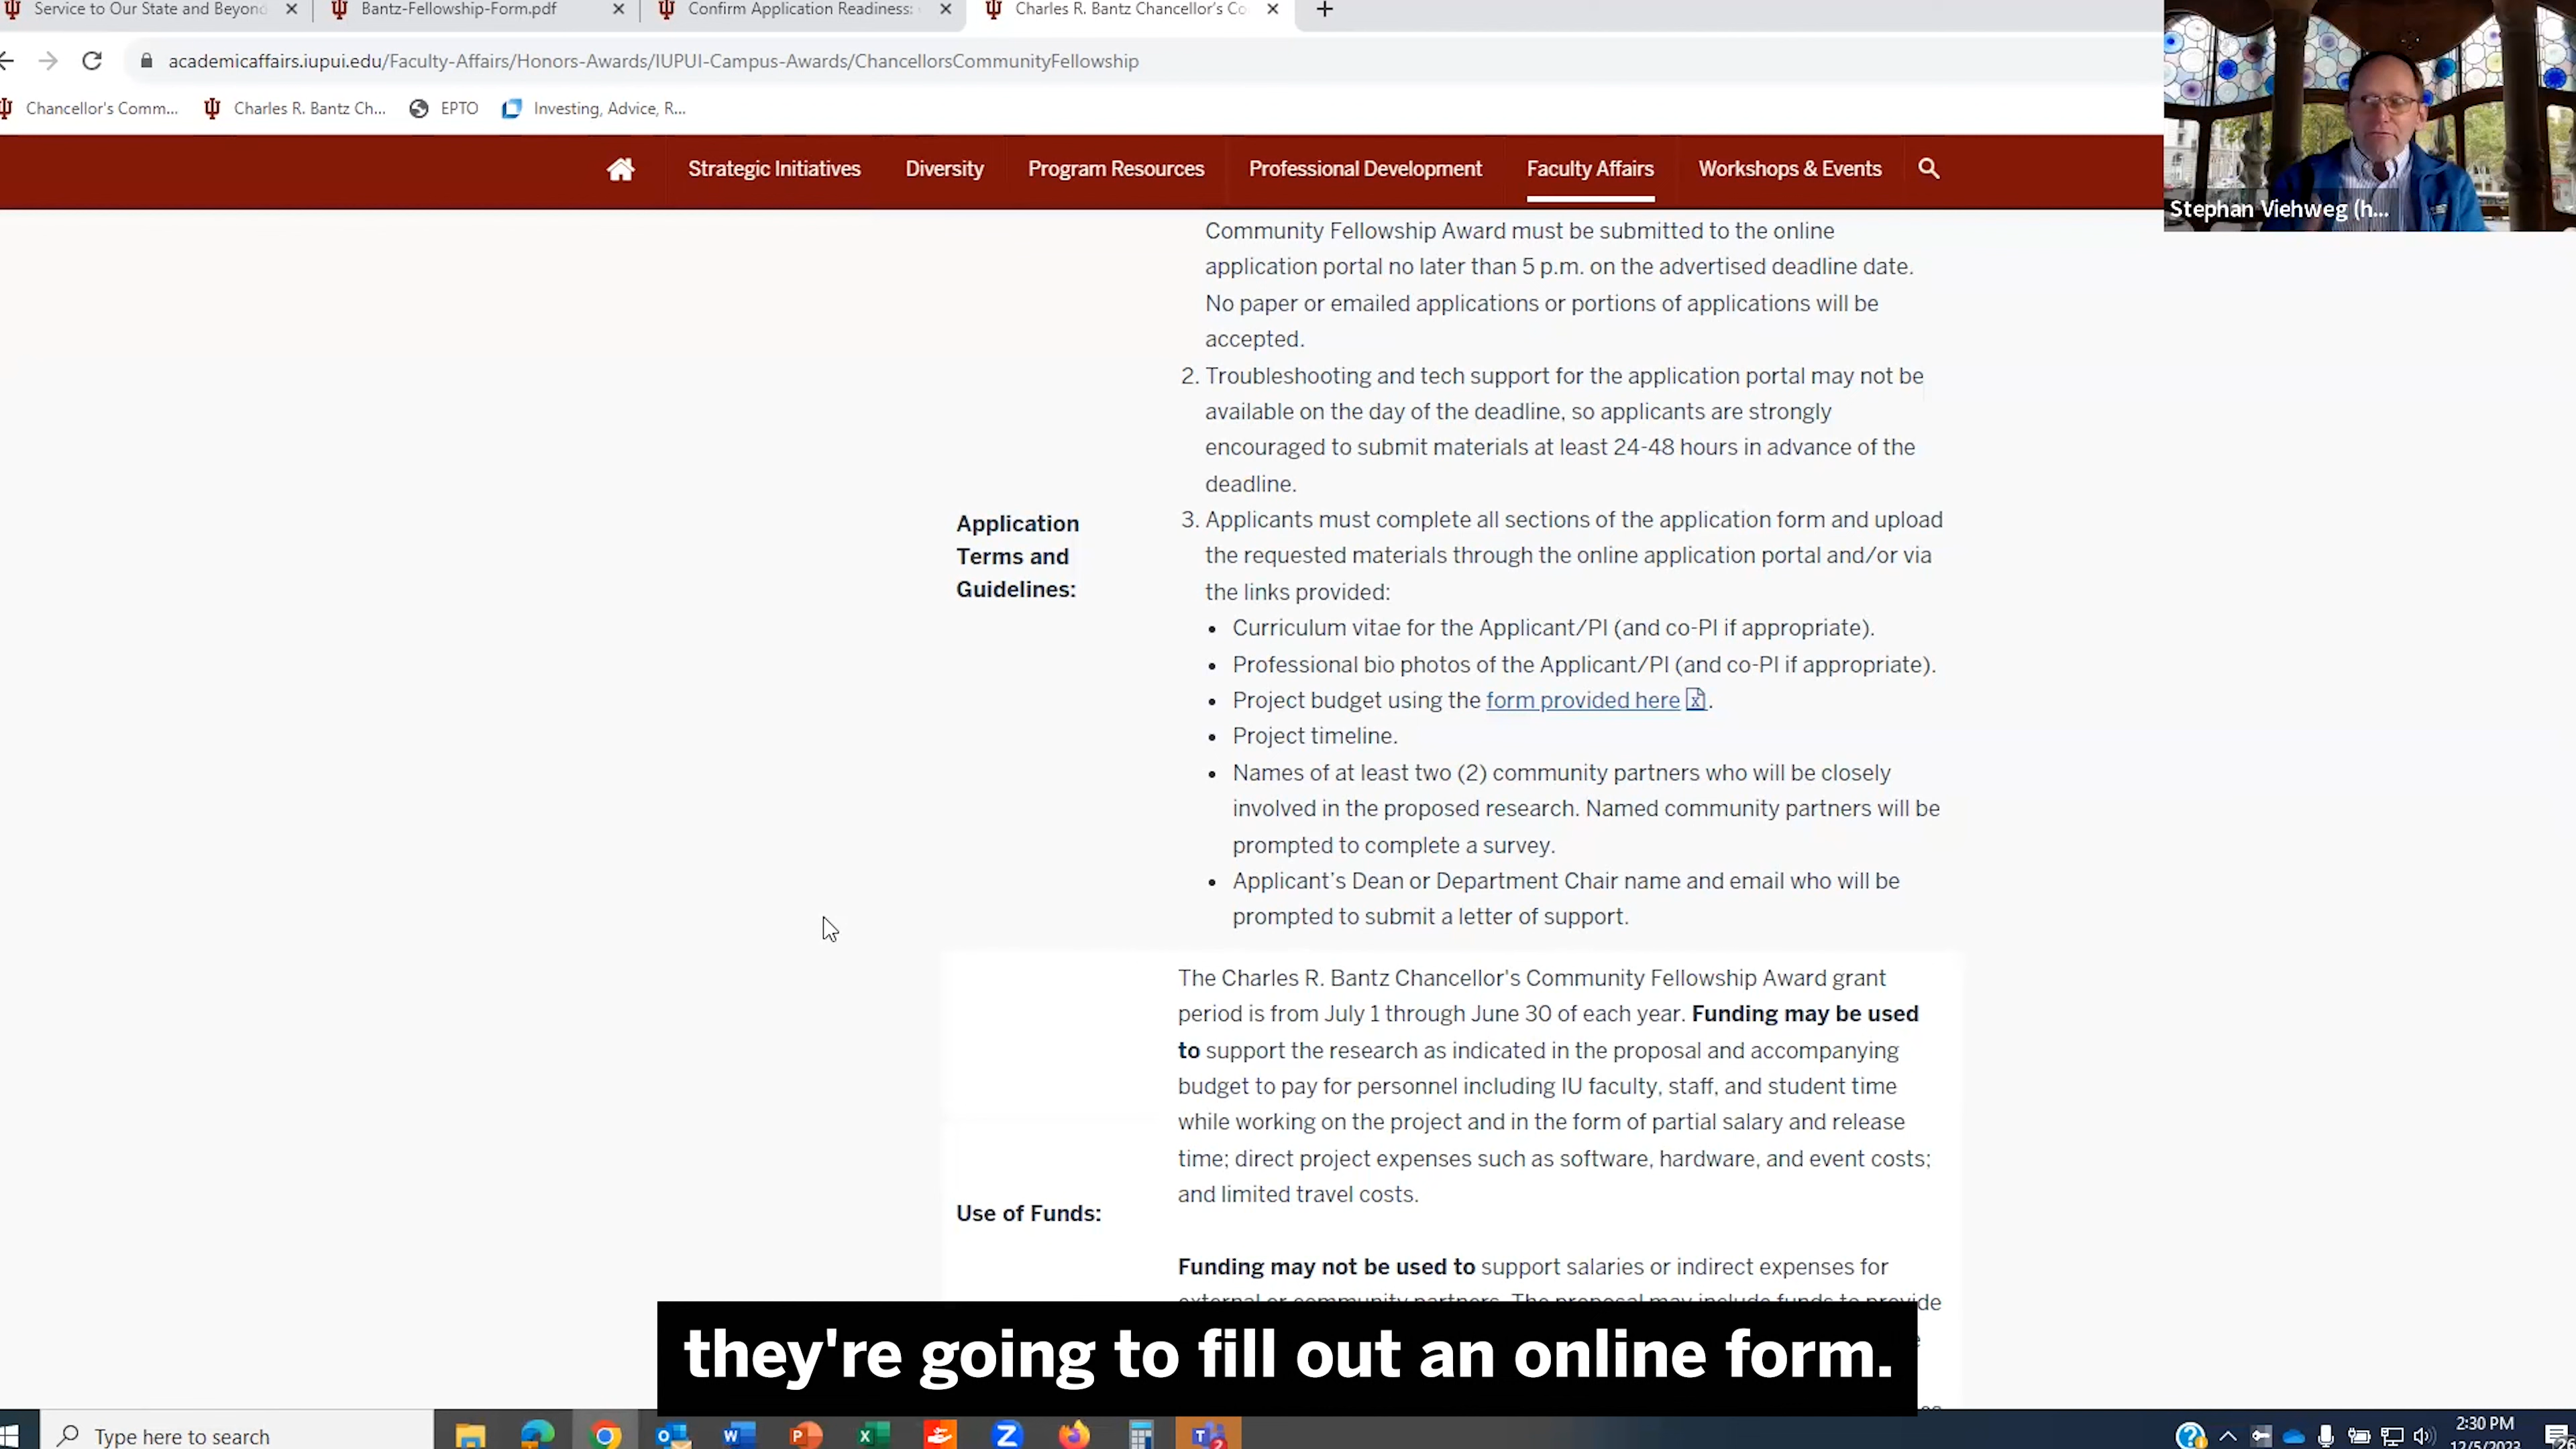 Service to Our State and Beyond
Bantz-Fellowship-Form.pdf
Confirm Application Readiness:
Charles R. Bantz Chancellor's Co
academicaffairs.iupui.edu/Faculty-Affairs/Honors-Awards/IUPUI-Campus-Awards/ChancellorsCommunityFellowship
Chancellor's Comm...
Charles R. Bantz Ch...
EPTO
Investing, Advice, R...
Strategic Initiatives
Diversity
Program Resources
Professional Development
Faculty Affairs
Workshops & Events
Stephan Viehweg (h...
Community Fellowship Award must be submitted to the online
application portal no later than 5 p.m. on the advertised deadline date.
No paper or emailed applications or portions of applications will be
accepted.
2. Troubleshooting and tech support for the application portal may not be
available on the day of the deadline, so applicants are strongly
encouraged to submit materials at least 24-48 hours in advance of the
deadline.
Application
Terms and
Guidelines:
3. Applicants must complete all sections of the application form and upload
the requested materials through the online application portal and/or via
the links provided:
• Curriculum vitae for the Applicant/PI (and co-PI if appropriate).
• Professional bio photos of the Applicant/PI (and co-PI if appropriate).
• Project budget using the form provided here.
• Project timeline.
• Names of at least two (2) community partners who will be closely
involved in the proposed research. Named community partners will be
prompted to complete a survey.
• Applicant's Dean or Department Chair name and email who will be
prompted to submit a letter of support.
The Charles R. Bantz Chancellor's Community Fellowship Award grant
period is from July 1 through June 30 of each year. Funding may be used
to support the research as indicated in the proposal and accompanying
budget to pay for personnel including IU faculty, staff, and student time
while working on the project and in the form of partial salary and release
time; direct project expenses such as software, hardware, and event costs;
and limited travel costs.
Use of Funds:
Funding may not be used to support salaries or indirect expenses for
they're going to fill out an online form.
Type here to search
2:30 PM